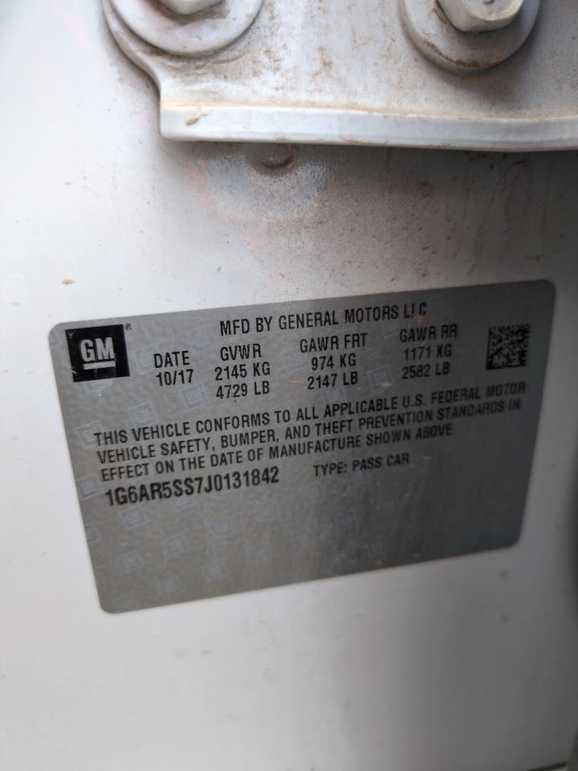 GM ®
MFD BY GENERAL MOTORS LLC
DATE GVWR GAWR FRT GAWR RR
10/17 2145 KG 974 KG 1171 KG
4729 LB 2147 LB 2582 LB
THIS VEHICLE CONFORMS TO ALL APPLICABLE U.S. FEDERAL MOTOR
VEHICLE SAFETY, BUMPER, AND THEFT PREVENTION STANDARDS IN
EFFECT ON THE DATE OF MANUFACTURE SHOWN ABOVE
1G6AR5SS7J0131842 TYPE: PASS CAR